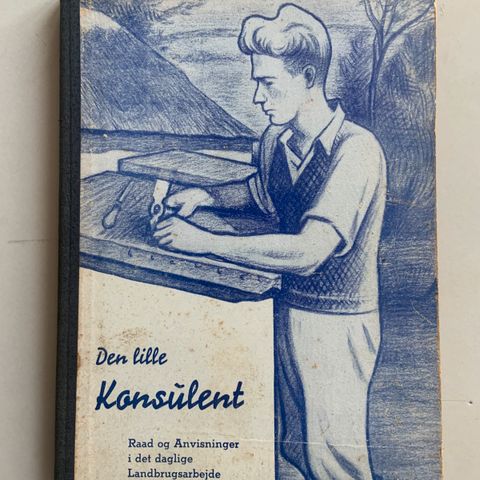 Den lille
Konsulent
Raad og Anvisninger
i det daglige
Landbrugsarbejde